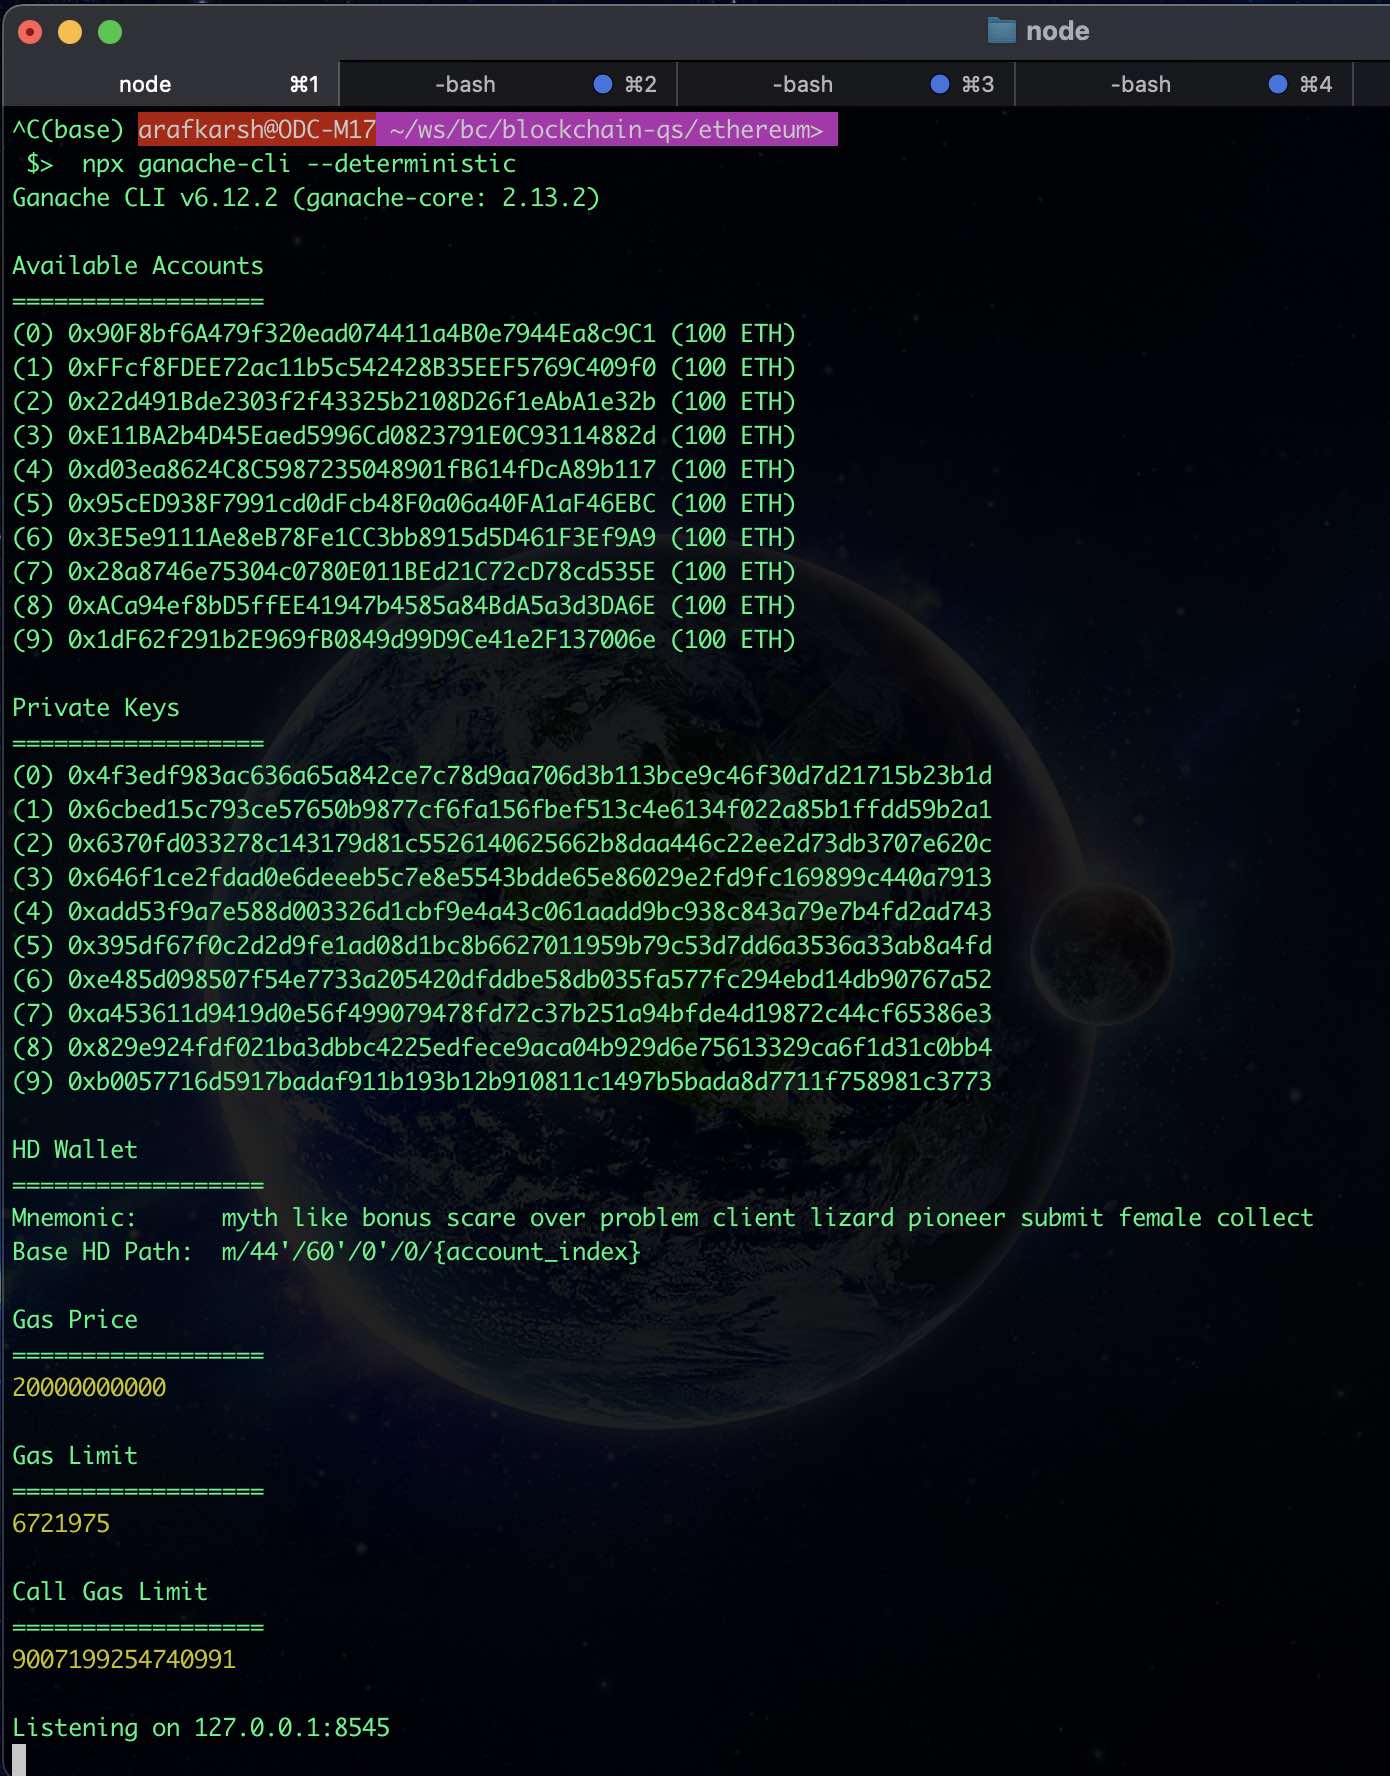 node
node ⌘1 -bash ⌘2 -bash ⌘3 -bash ⌘4
^C(base) arafkarsh@ODC-M17 ~/ws/bc/blockchain-qs/ethereum>
$> npx ganache-cli --deterministic
Ganache CLI v6.12.2 (ganache-core: 2.13.2)
Available Accounts
==================
(0) 0x90F8bf6A479f320ead074411a4B0e7944Ea8c9C1 (100 ETH)
(1) 0xFFcf8FDEE72ac11b5c542428B35EEF5769C409f0 (100 ETH)
(2) 0x22d491Bde2303f2f43325b2108D26f1eAbA1e32b (100 ETH)
(3) 0xE11BA2b4D45Eaed5996Cd0823791E0C93114882d (100 ETH)
(4) 0xd03ea8624C8C5987235048901fB614fDcA89b117 (100 ETH)
(5) 0x95cED938F7991cd0dFcb48F0a06a40FA1aF46EBC (100 ETH)
(6) 0x3E5e9111Ae8eB78Fe1CC3bb8915d5D461F3Ef9A9 (100 ETH)
(7) 0x28a8746e75304c0780E011BEd21C72cD78cd535E (100 ETH)
(8) 0xACa94ef8bD5ffEE41947b4585a84BdA5a3d3DA6E (100 ETH)
(9) 0x1dF62f291b2E969fB0849d99D9Ce41e2F137006e (100 ETH)
Private Keys
==================
(0) 0x4f3edf983ac636a65a842ce7c78d9aa706d3b113bce9c46f30d7d21715b23b1d
(1) 0x6cbed15c793ce57650b9877cf6fa156fbef513c4e6134f022a85b1ffdd59b2a1
(2) 0x6370fd033278c143179d81c5526140625662b8daa446c22ee2d73db3707e620c
(3) 0x646f1ce2fdad0e6deeeb5c7e8e5543bdde65e86029e2fd9fc169899c440a7913
(4) 0xadd53f9a7e588d003326d1cbf9e4a43c061aadd9bc938c843a79e7b4fd2ad743
(5) 0x395df67f0c2d2d9fe1ad08d1bc8b6627011959b79c53d7dd6a3536a33ab8a4fd
(6) 0xe485d098507f54e7733a205420dfddbe58db035fa577fc294ebd14db90767a52
(7) 0xa453611d9419d0e56f499079478fd72c37b251a94bfde4d19872c44cf65386e3
(8) 0x829e924fdf021ba3dbbc4225edfece9aca04b929d6e75613329ca6f1d31c0bb4
(9) 0xb0057716d5917badaf911b193b12b910811c1497b5bada8d7711f758981c3773
HD Wallet
==================
Mnemonic: myth like bonus scare over problem client lizard pioneer submit female collect
Base HD Path: m/44'/60'/0'/0/{account_index}
Gas Price
==================
20000000000
Gas Limit
==================
6721975
Call Gas Limit
==================
9007199254740991
Listening on 127.0.0.1:8545